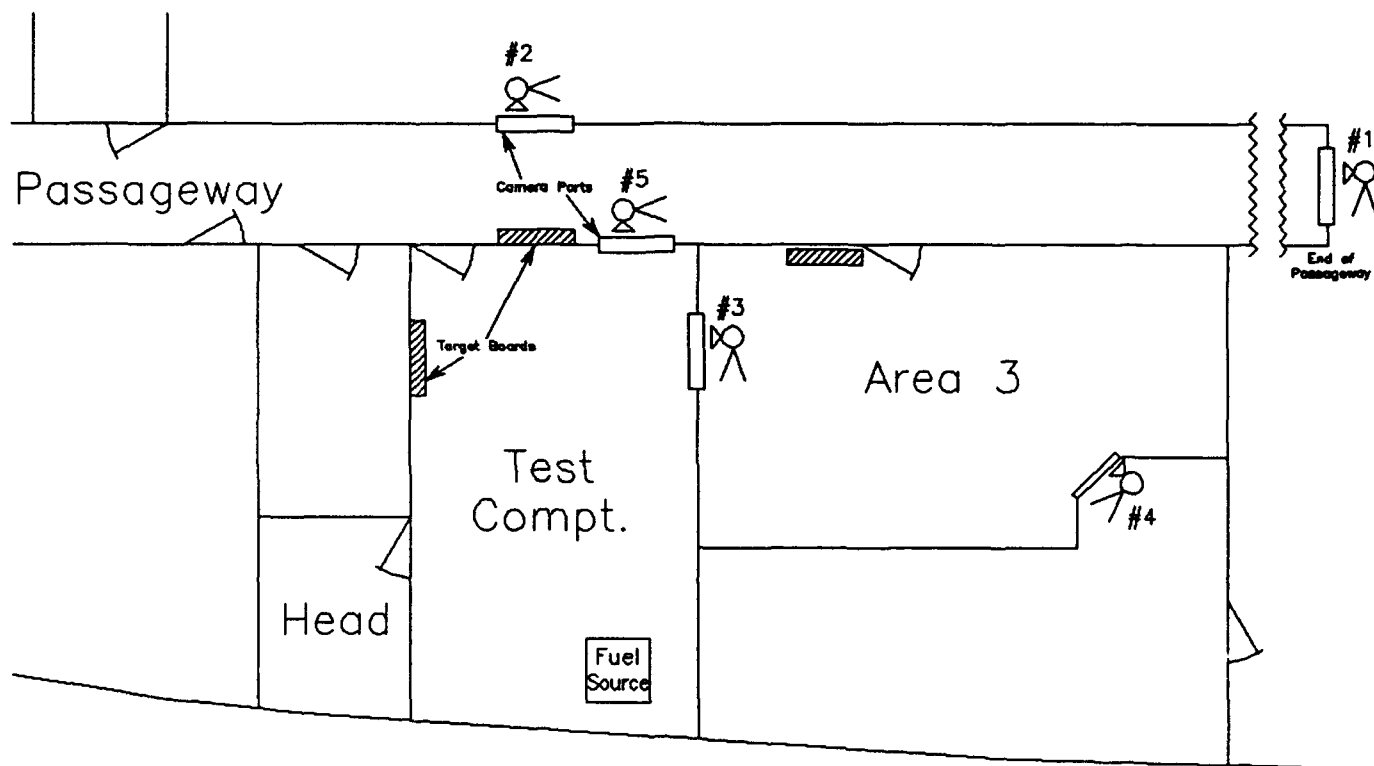 #2
#1
Passageway
Camera Ports
#5
End of
Passageway
#3
Target Boards
Area 3
Test
Compt.
#4
Head
Fuel
Source